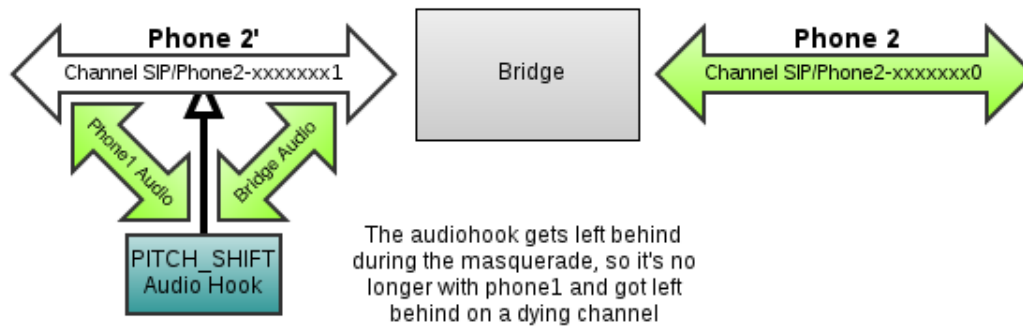 Phone 2'
Channel SIP/Phone2-xxxxxxx1
Bridge
Phone 2
Channel SIP/Phone2-xxxxxxx0
Phone1 Audio
Bridge Audio
PITCH_SHIFT
Audio Hook
The audiohook gets left behind
during the masquerade, so it's no
longer with phone1 and got left
behind on a dying channel